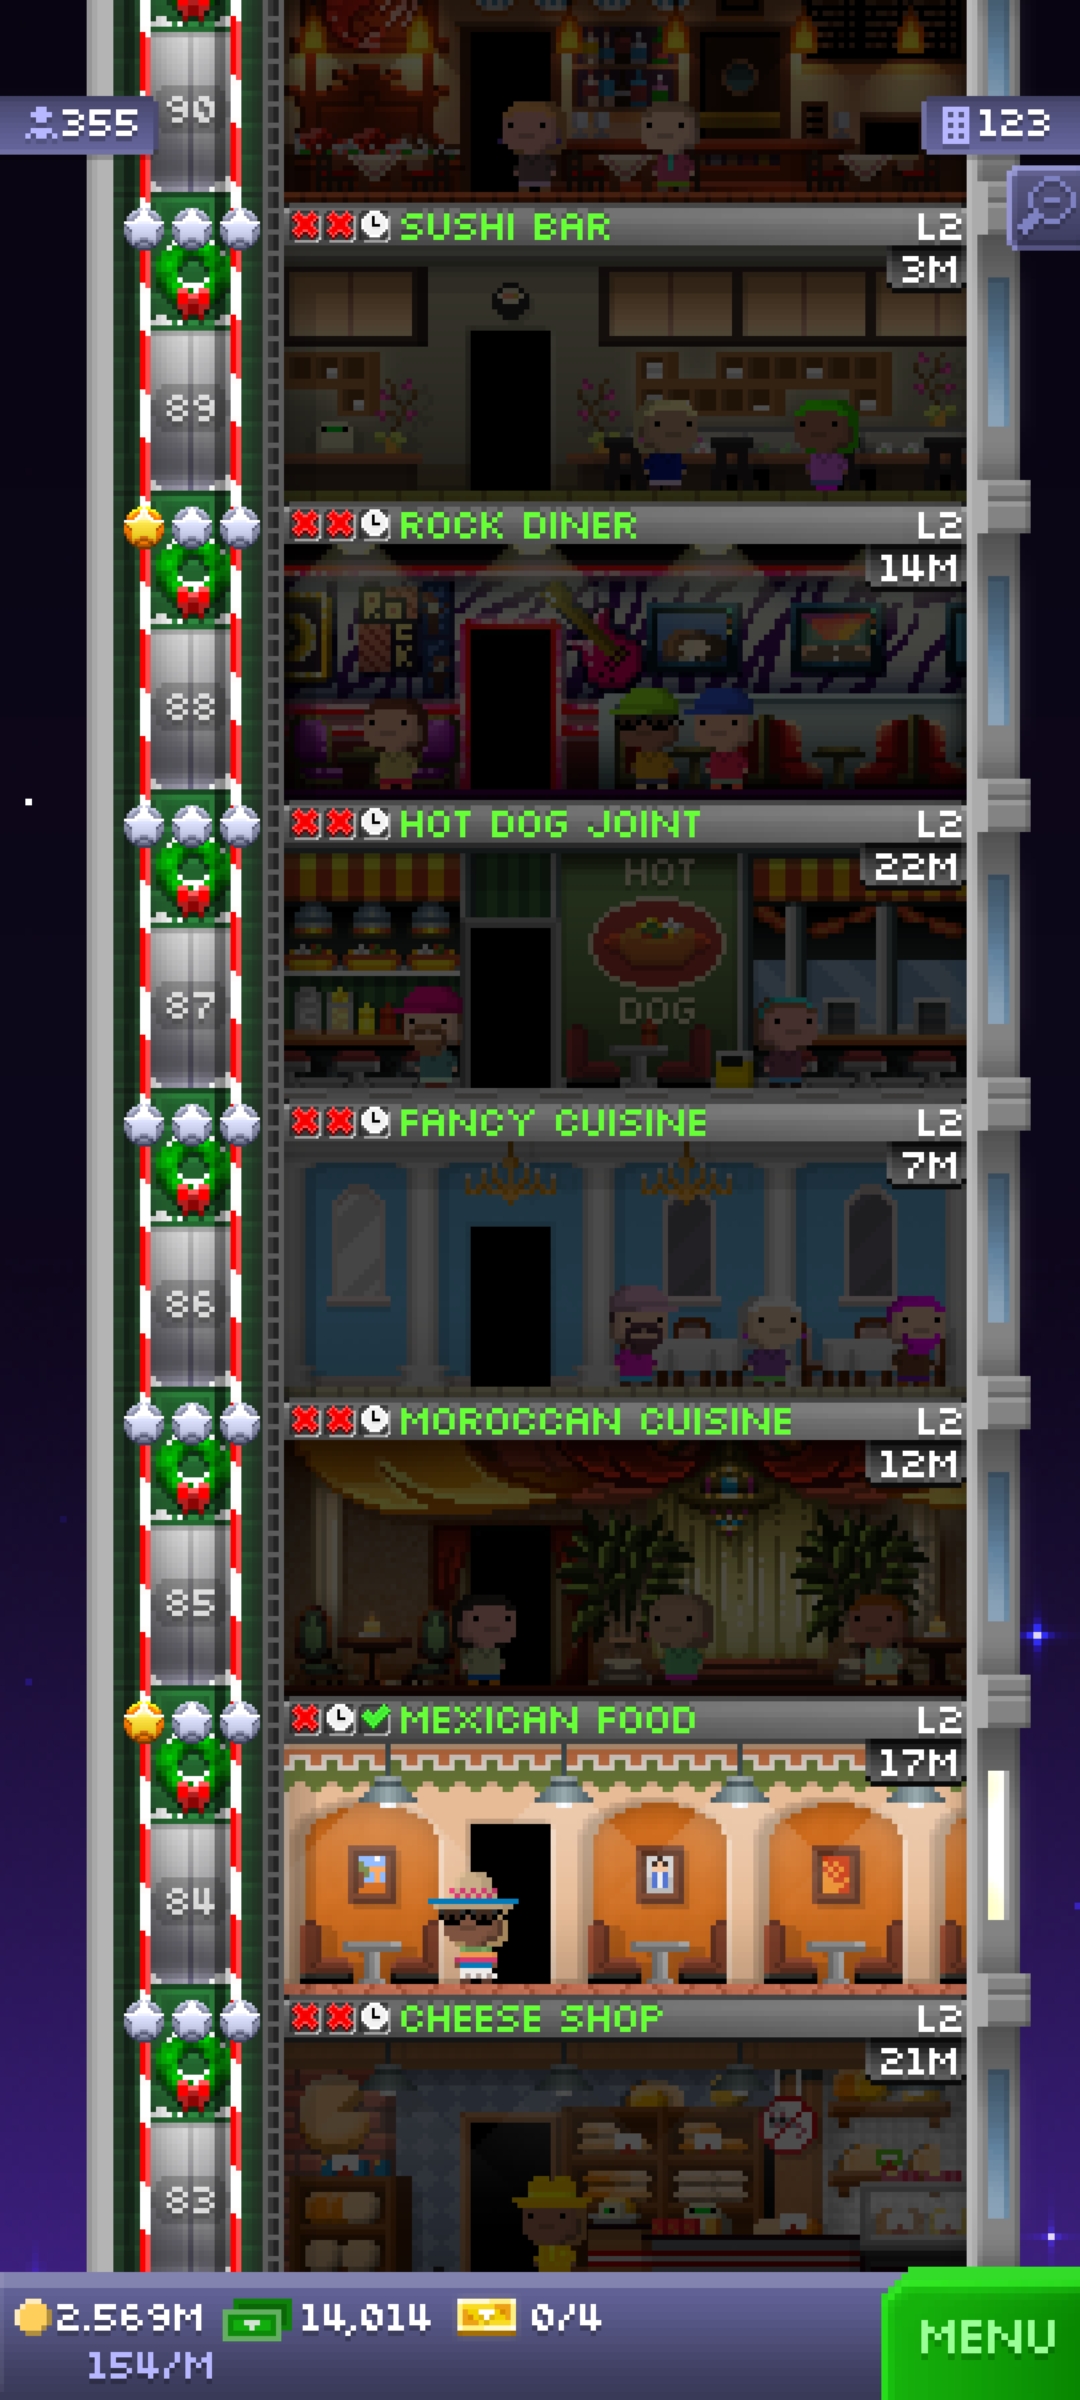 90
355
123
SUSHI BAR L2
3M
89
ROCK DINER L2
14M
ROCK
88
HOT DOG JOINT L2
22M
HOT
DOG
87
FANCY CUISINE L2
7M
86
MOROCCAN CUISINE L2
12M
85
MEXICAN FOOD L2
17M
84
CHEESE SHOP L2
21M
83
2.569M 14,014 0/4
154/M
MENU